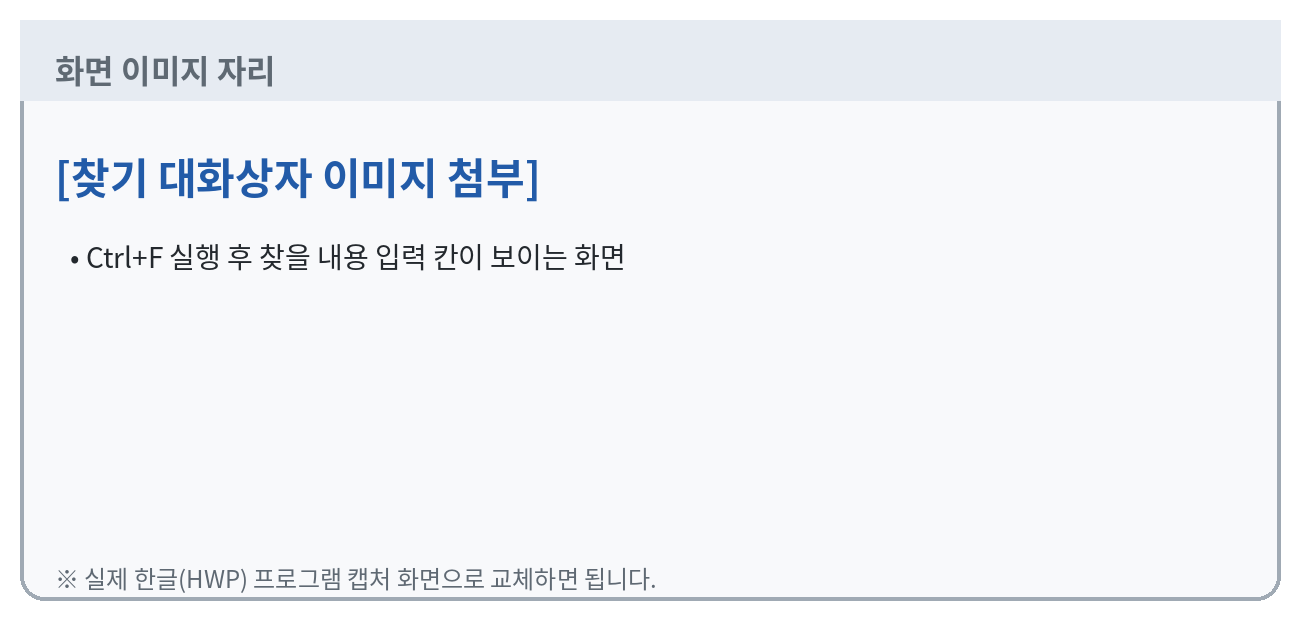 화면 이미지 자리
[찾기 대화상자 이미지 첨부]
• Ctrl+F 실행 후 찾을 내용 입력 칸이 보이는 화면
※ 실제 한글(HWP) 프로그램 캡처 화면으로 교체하면 됩니다.